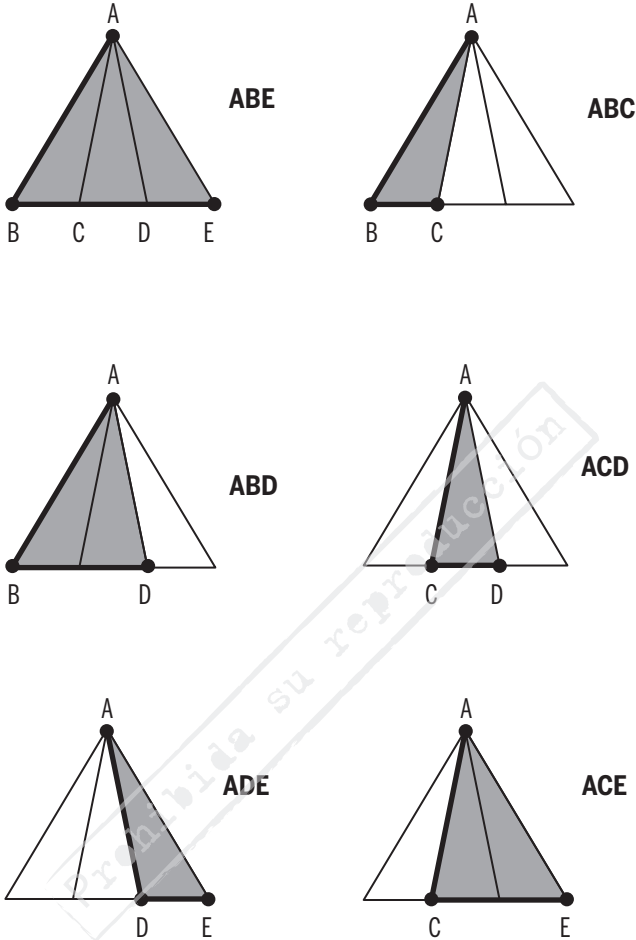 A A
ABE ABC
B C D E B C
A A
ABD ACD
B D C D
A A
ADE ACE
D E C E
Prohibida su reproducción